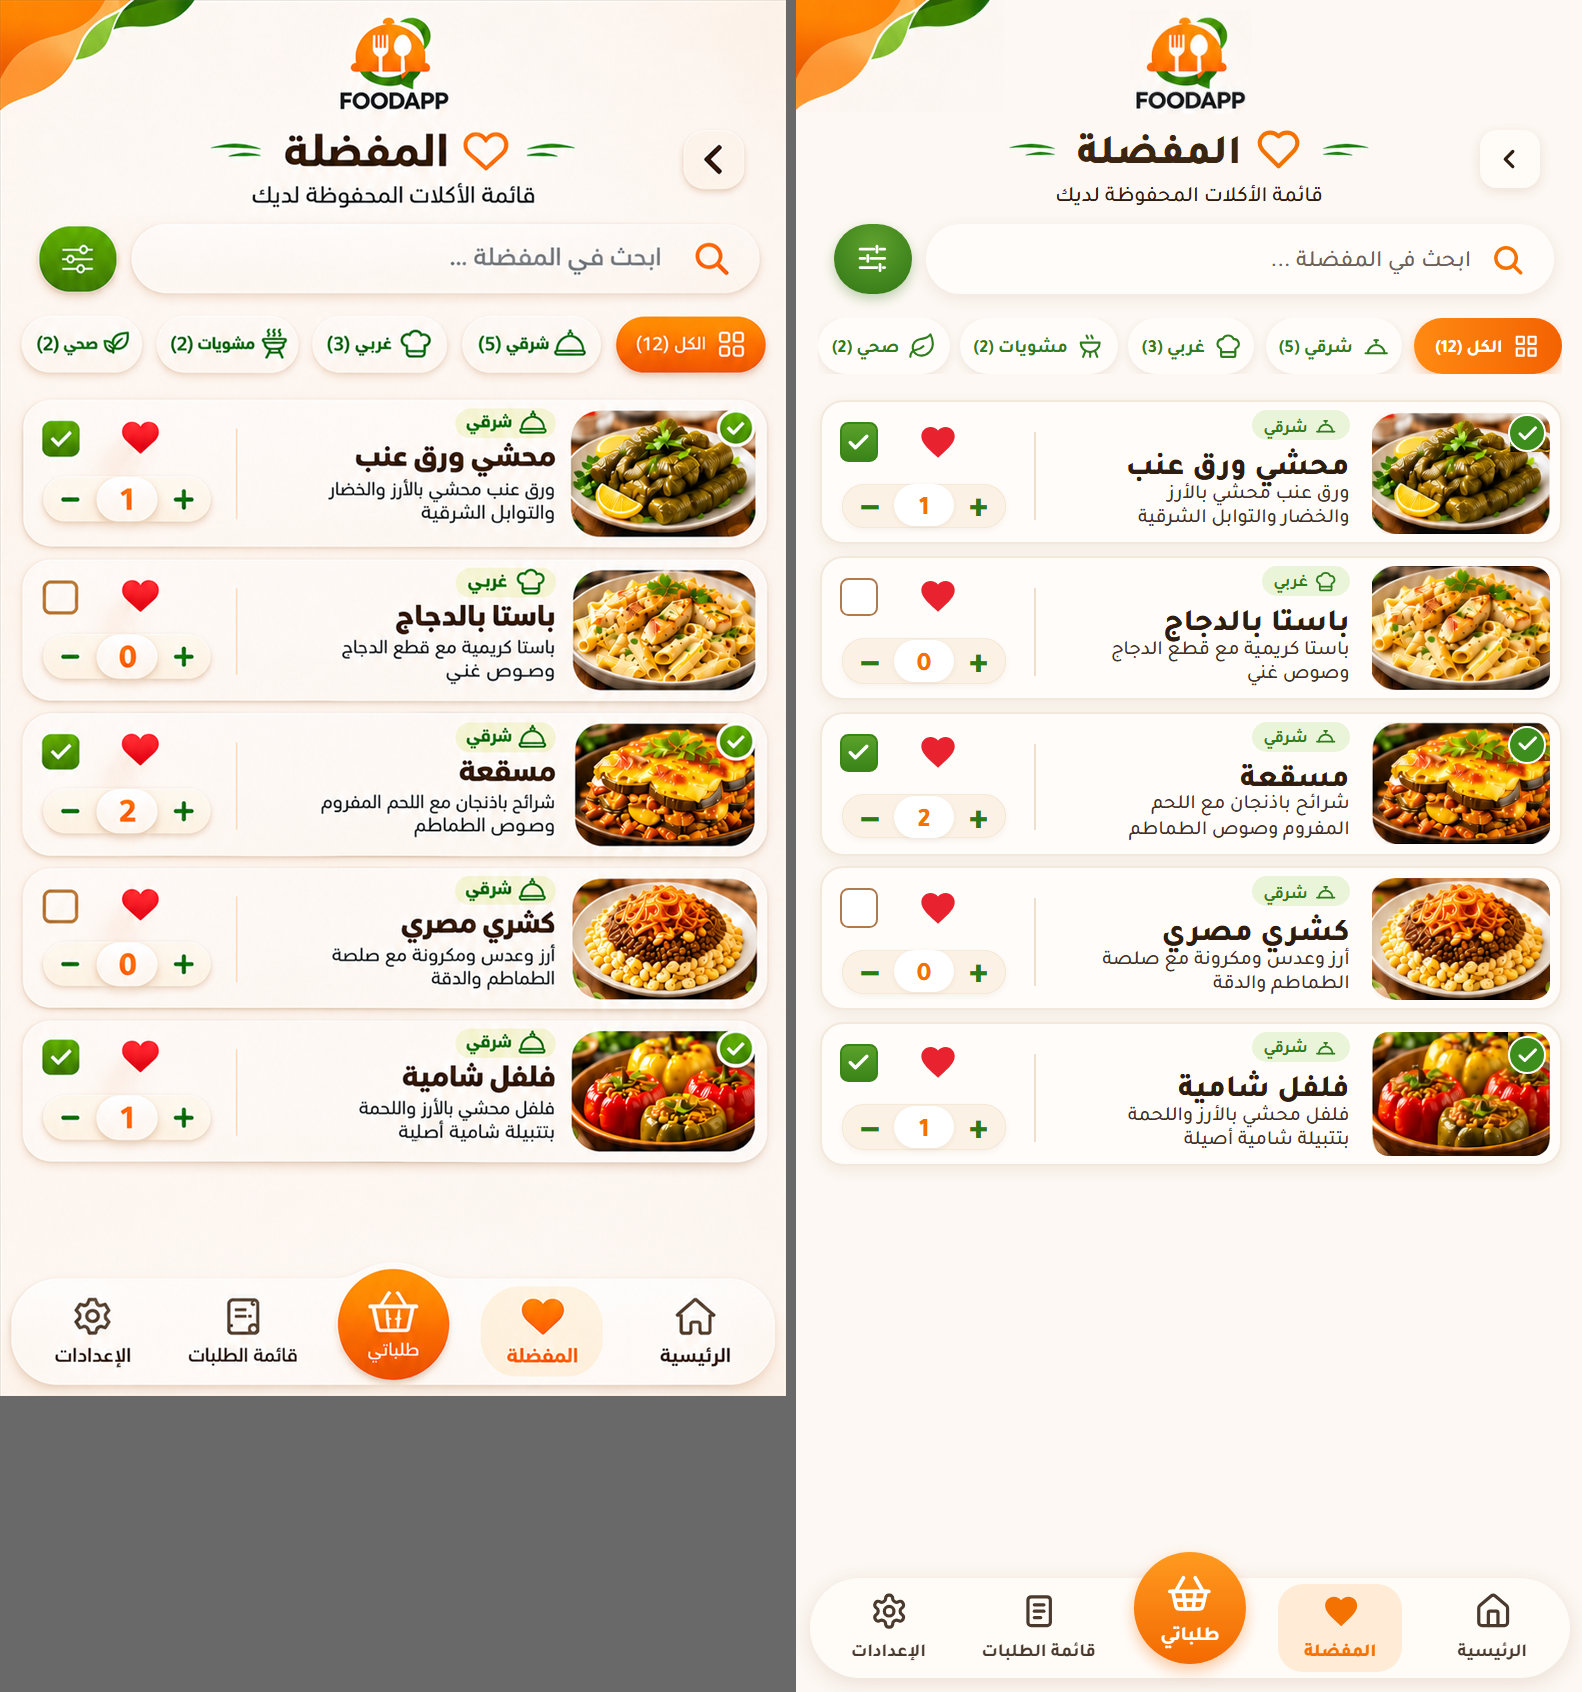 FOODAPP
المفضلة
قائمة الأكلات المحفوظة لديك
ابحث في المفضلة ...
الكل (12)
شرقي (5)
غربي (3)
مشويات (2)
صحي (2)
شرقي
محشي ورق عنب
ورق عنب محشي بالأرز والخضار
والتوابل الشرقية
+ 1 −
غربي
باستا بالدجاج
باستا كريمية مع قطع الدجاج
وصوص غني
+ 0 −
شرقي
مسقعة
شرائح باذنجان مع اللحم المفروم
وصوص الطماطم
+ 2 −
شرقي
كشري مصري
أرز وعدس ومكرونة مع صلصة
الطماطم والدقة
+ 0 −
شرقي
فلفل شامية
فلفل محشي بالأرز واللحمة
بتتبيلة شامية أصلية
+ 1 −
الرئيسية
المفضلة
طلباتي
قائمة الطلبات
الإعدادات
FOODAPP
المفضلة
قائمة الأكلات المحفوظة لديك
ابحث في المفضلة ...
الكل (12)
شرقي (5)
غربي (3)
مشويات (2)
صحي (2)
شرقي
محشي ورق عنب
ورق عنب محشي بالأرز
والخضار والتوابل الشرقية
+ 1 −
غربي
باستا بالدجاج
باستا كريمية مع قطع الدجاج
وصوص غني
+ 0 −
شرقي
مسقعة
شرائح باذنجان مع اللحم
المفروم وصوص الطماطم
+ 2 −
شرقي
كشري مصري
أرز وعدس ومكرونة مع صلصة
الطماطم والدقة
+ 0 −
شرقي
فلفل شامية
فلفل محشي بالأرز واللحمة
بتتبيلة شامية أصيلة
+ 1 −
الرئيسية
المفضلة
طلباتي
قائمة الطلبات
الإعدادات